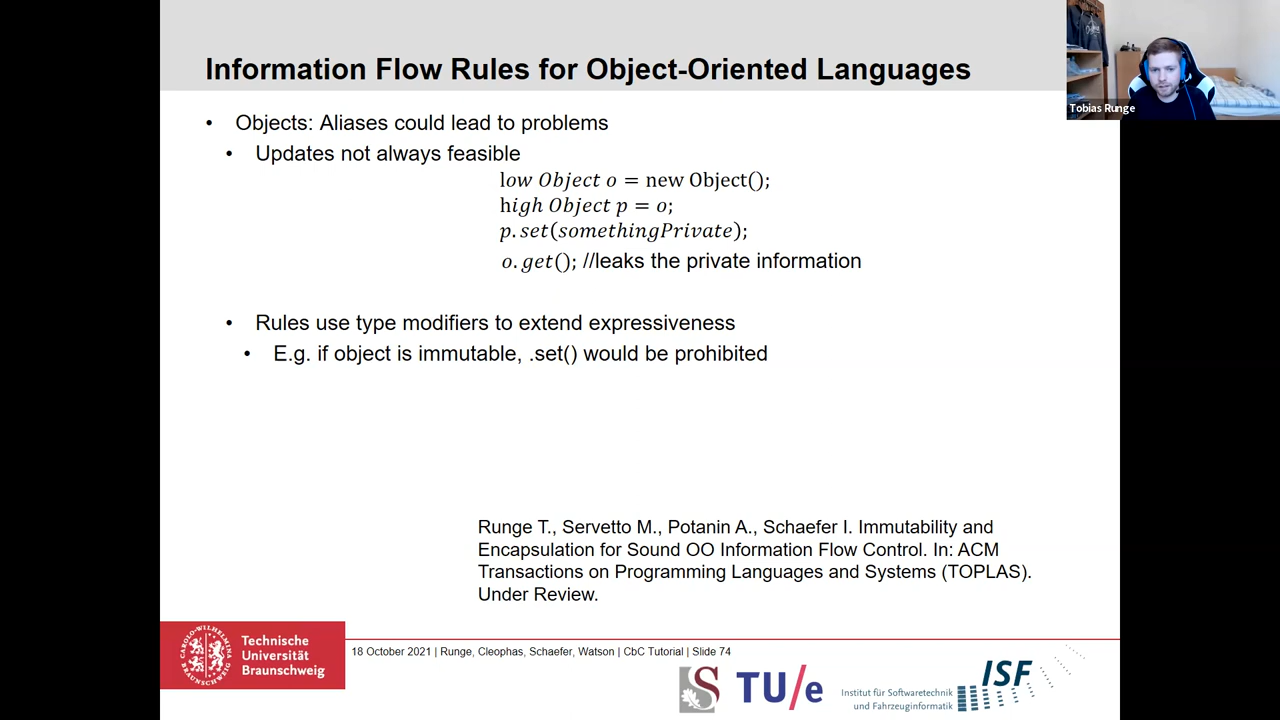 Information Flow Rules for Object-Oriented Languages
Tobias Runge
• Objects: Aliases could lead to problems
• Updates not always feasible
low Object o = new Object();
high Object p = o;
p.set(somethingPrivate);
o.get(); //leaks the private information
• Rules use type modifiers to extend expressiveness
• E.g. if object is immutable, .set() would be prohibited
Runge T., Servetto M., Potanin A., Schaefer I. Immutability and
Encapsulation for Sound OO Information Flow Control. In: ACM
Transactions on Programming Languages and Systems (TOPLAS).
Under Review.
Technische
Universität
Braunschweig
18 October 2021 | Runge, Cleophas, Schaefer, Watson | CbC Tutorial | Slide 74
S
TU/e
Institut für Softwaretechnik
und Fahrzeuginformatik
ISF